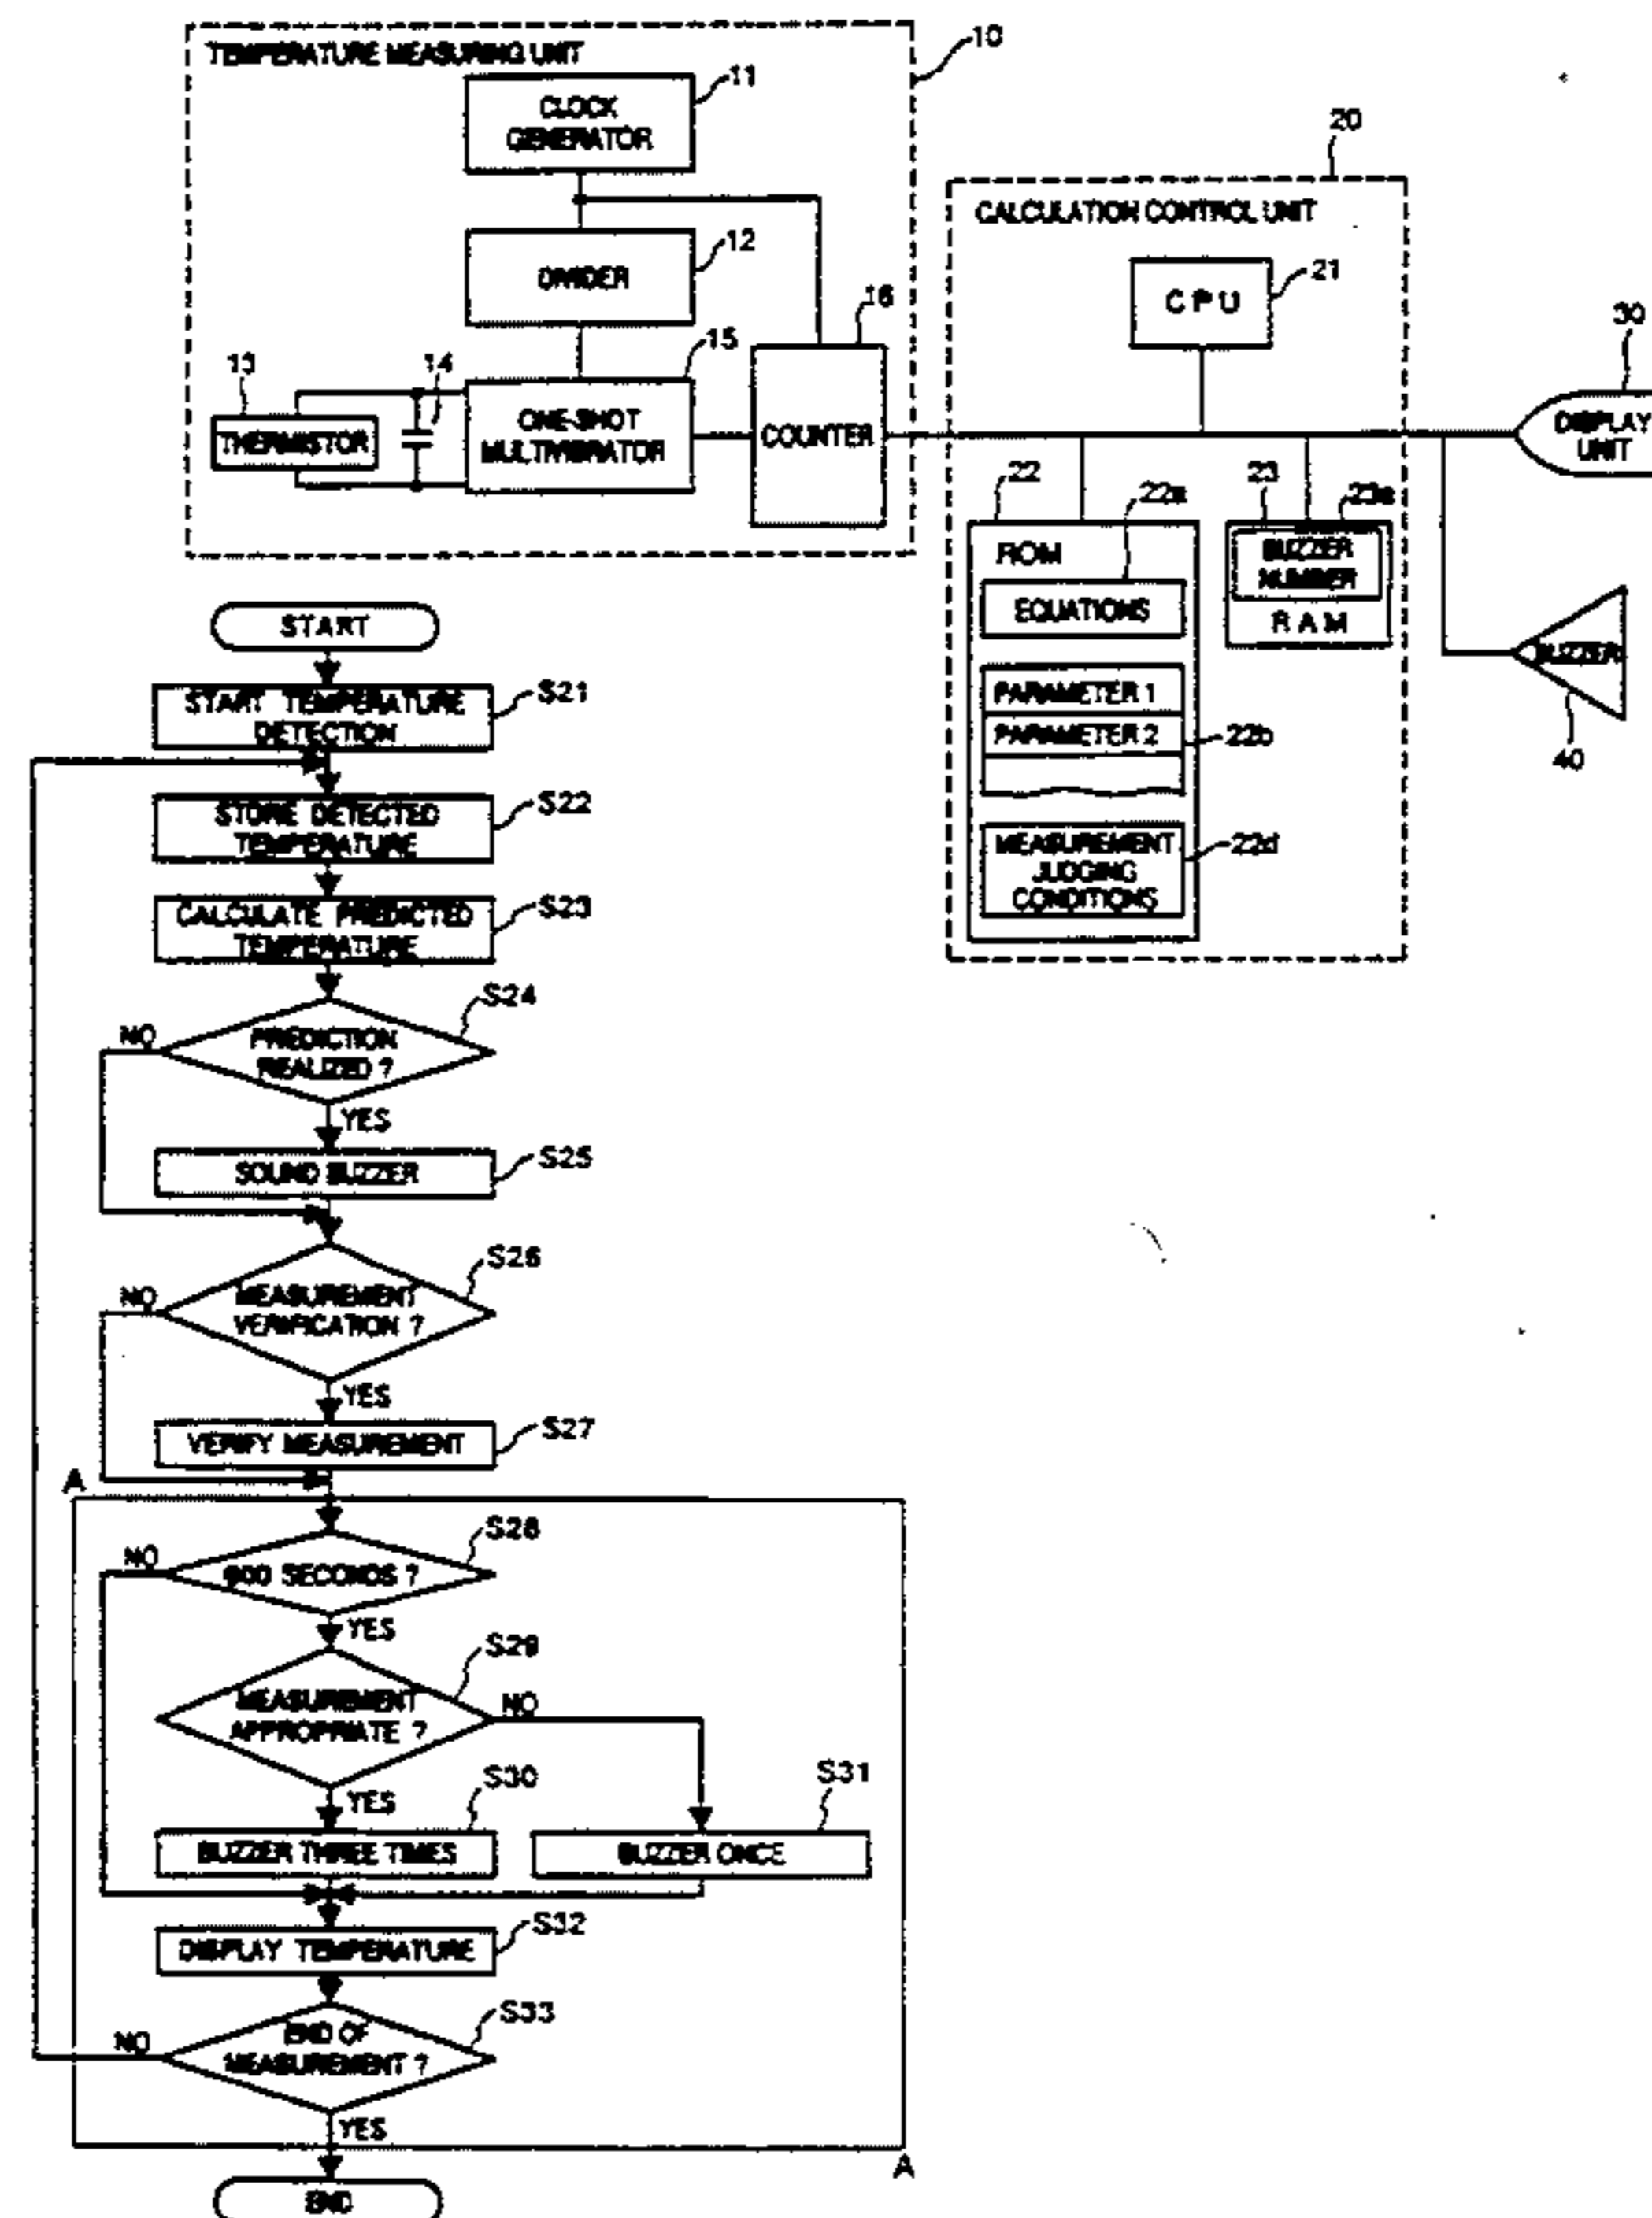 TEMPERATURE MEASURING UNIT
10
11
CLOCK
GENERATOR
12
DIVIDER
16
15
13
14
THERMISTOR
ONE-SHOT
MULTIVIBRATOR
COUNTER
20
CALCULATION CONTROL UNIT
21
CPU
30
DISPLAY
UNIT
22
22a
23
23a
ROM
EQUATIONS
BUZZER
NUMBER
RAM
PARAMETER 1
PARAMETER 2
22b
MEASUREMENT
JUDGING
CONDITIONS
22d
BUZZER
40
START
START TEMPERATURE
DETECTION
S21
STORE DETECTED
TEMPERATURE
S22
CALCULATE PREDICTED
TEMPERATURE
S23
S24
NO
PREDICTION
REALIZED ?
YES
SOUND BUZZER
S25
S26
NO
MEASUREMENT
VERIFICATION ?
YES
VERIFY MEASUREMENT
S27
A
S28
NO
SECONDS ?
YES
S29
MEASUREMENT
APPROPRIATE ?
NO
S30
S31
YES
BUZZER THREE TIMES
BUZZER ONCE
S32
DISPLAY TEMPERATURE
S33
NO
END OF
MEASUREMENT ?
YES
A
END